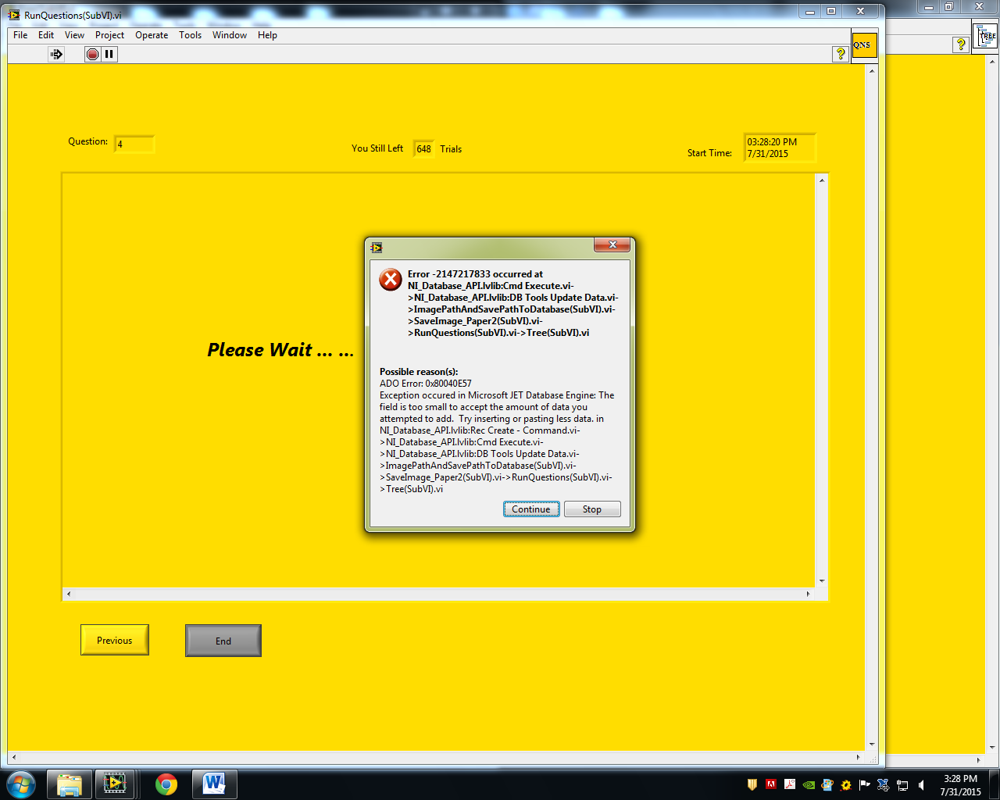 RunQuestions(SubVI).vi
File Edit View Project Operate Tools Window Help
QNS
TREE
Question: 4
You Still Left 648 Trials
Start Time: 03:28:20 PM
7/31/2015
Please Wait ... ...
Error -2147217833 occurred at
NI_Database_API.lvlib:Cmd Execute.vi-
>NI_Database_API.lvlib:DB Tools Update Data.vi-
>ImagePathAndSavePathToDatabase(SubVI).vi-
>SaveImage_Paper2(SubVI).vi-
>RunQuestions(SubVI).vi->Tree(SubVI).vi
Possible reason(s):
ADO Error: 0x80040E57
Exception occured in Microsoft JET Database Engine: The
field is too small to accept the amount of data you
attempted to add.  Try inserting or pasting less data. in
NI_Database_API.lvlib:Rec Create - Command.vi-
>NI_Database_API.lvlib:Cmd Execute.vi-
>NI_Database_API.lvlib:DB Tools Update Data.vi-
>ImagePathAndSavePathToDatabase(SubVI).vi-
>SaveImage_Paper2(SubVI).vi->RunQuestions(SubVI).vi-
>Tree(SubVI).vi
Continue Stop
Previous End
3:28 PM
7/31/2015